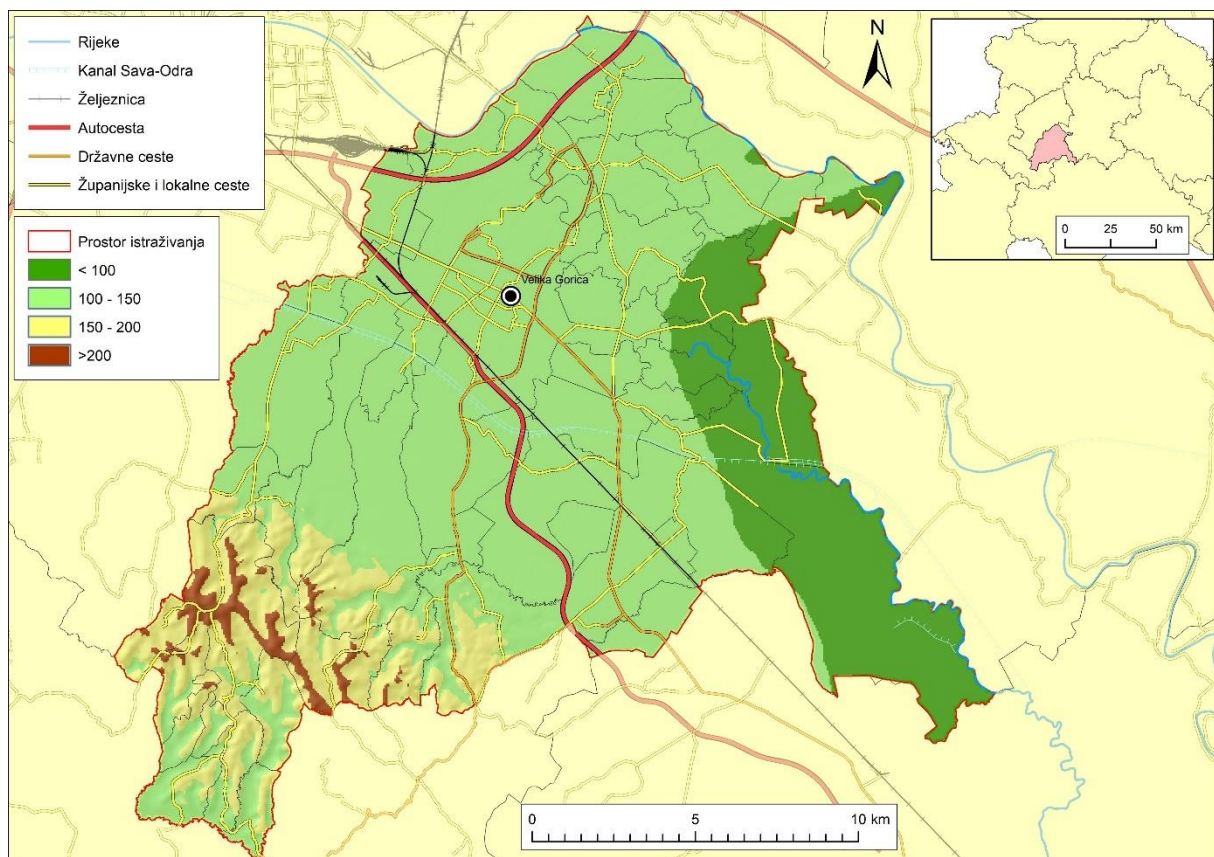 Rijeke
Kanal Sava-Odra
Željeznica
Autocesta
Državne ceste
Županijske i lokalne ceste
Prostor istraživanja
< 100
100 - 150
150 - 200
>200
N
0 25 50 km
Velika Gorica
0 5 10 km